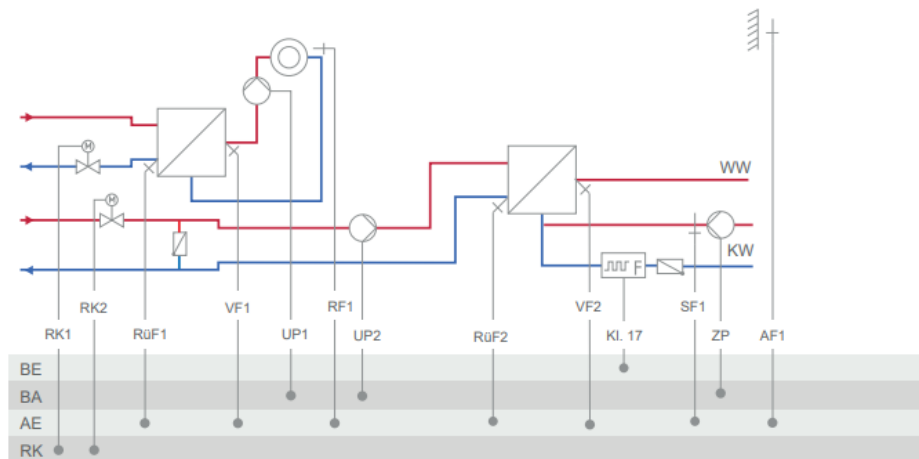 M
M
WW
F
KW
RK1
RK2
RüF1
VF1
UP1
RF1
UP2
RüF2
Kl. 17
VF2
SF1
ZP
AF1
BE
BA
AE
RK